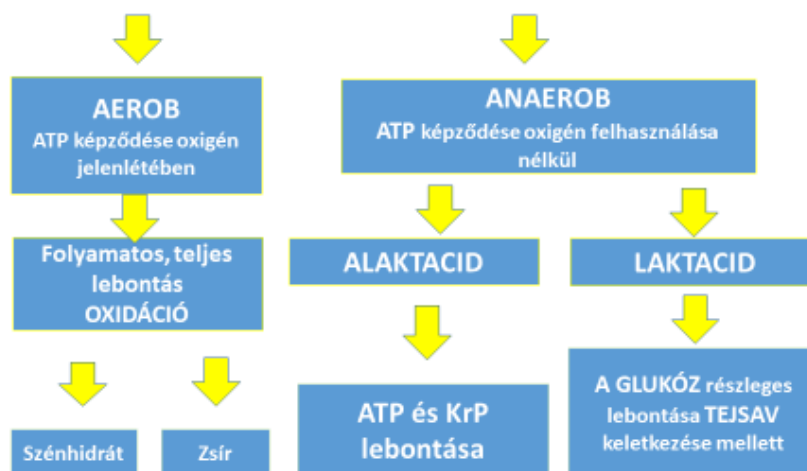 AEROB
ATP képződése oxigén
jelenlétében
ANAEROB
ATP képződése oxigén felhasználása
nélkül
Folyamatos, teljes
lebontás
OXIDÁCIÓ
ALAKTACID
LAKTACID
Szénhidrát
Zsír
ATP és KrP
lebontása
A GLUKÓZ részleges
lebontása TEJSAV
keletkezése mellett